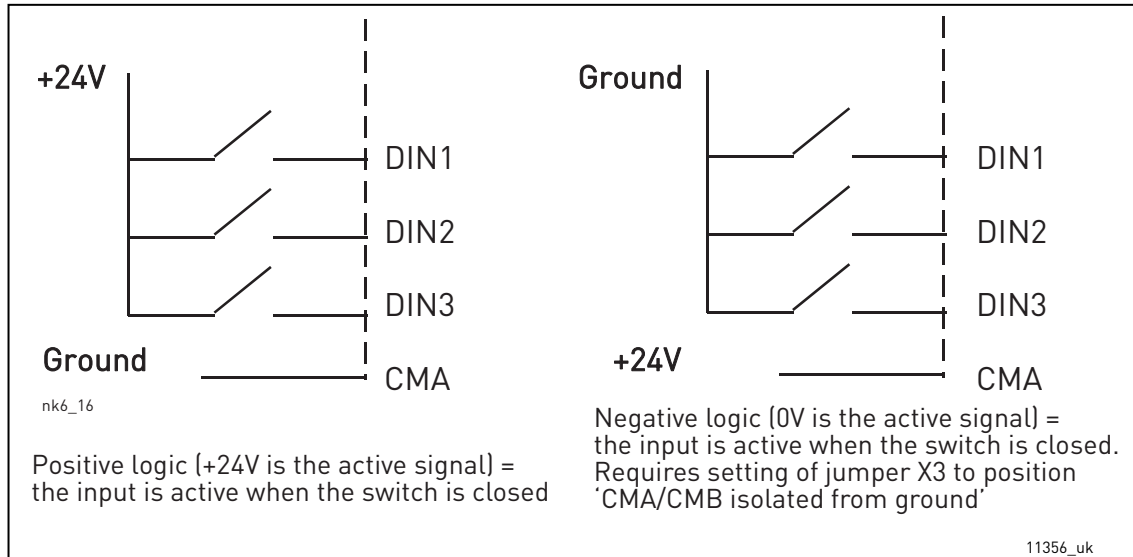 +24V
DIN1
DIN2
DIN3
Ground
CMA
nk6_16
Positive logic (+24V is the active signal) =
the input is active when the switch is closed
Ground
DIN1
DIN2
DIN3
+24V
CMA
Negative logic (0V is the active signal) =
the input is active when the switch is closed.
Requires setting of jumper X3 to position
‘CMA/CMB isolated from ground’
11356_uk